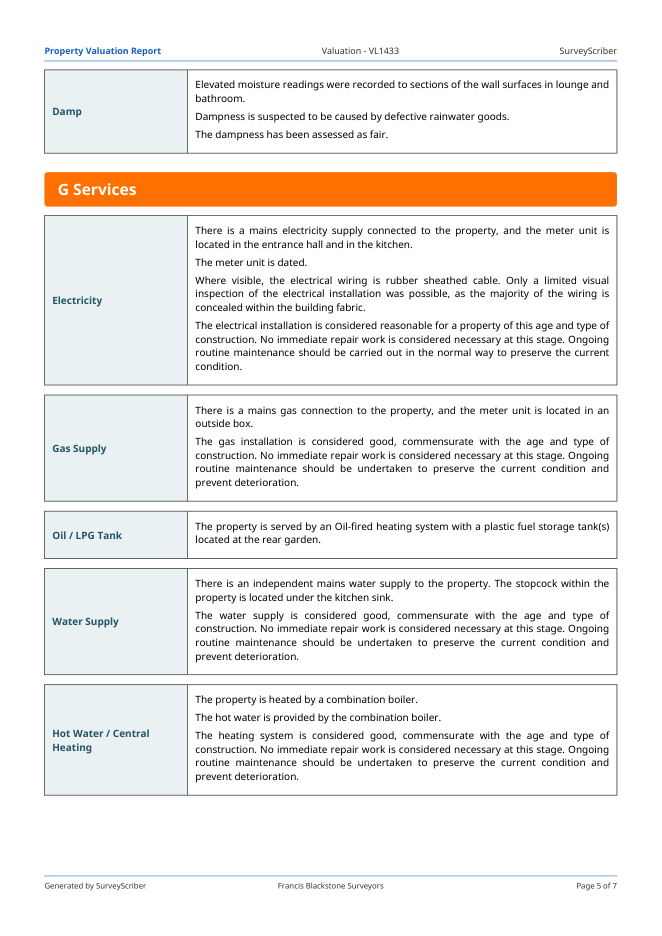 Property Valuation Report
Valuation - VL1433
SurveyScriber
Damp
Elevated moisture readings were recorded to sections of the wall surfaces in lounge and
bathroom.
Dampness is suspected to be caused by defective rainwater goods.
The dampness has been assessed as fair.
G Services
Electricity
There is a mains electricity supply connected to the property, and the meter unit is
located in the entrance hall and in the kitchen.
The meter unit is dated.
Where visible, the electrical wiring is rubber sheathed cable. Only a limited visual
inspection of the electrical installation was possible, as the majority of the wiring is
concealed within the building fabric.
The electrical installation is considered reasonable for a property of this age and type of
construction. No immediate repair work is considered necessary at this stage. Ongoing
routine maintenance should be carried out in the normal way to preserve the current
condition.
Gas Supply
There is a mains gas connection to the property, and the meter unit is located in an
outside box.
The gas installation is considered good, commensurate with the age and type of
construction. No immediate repair work is considered necessary at this stage. Ongoing
routine maintenance should be undertaken to preserve the current condition and
prevent deterioration.
Oil / LPG Tank
The property is served by an Oil-fired heating system with a plastic fuel storage tank(s)
located at the rear garden.
Water Supply
There is an independent mains water supply to the property. The stopcock within the
property is located under the kitchen sink.
The water supply is considered good, commensurate with the age and type of
construction. No immediate repair work is considered necessary at this stage. Ongoing
routine maintenance should be undertaken to preserve the current condition and
prevent deterioration.
Hot Water / Central
Heating
The property is heated by a combination boiler.
The hot water is provided by the combination boiler.
The heating system is considered good, commensurate with the age and type of
construction. No immediate repair work is considered necessary at this stage. Ongoing
routine maintenance should be undertaken to preserve the current condition and
prevent deterioration.
Generated by SurveyScriber
Francis Blackstone Surveyors
Page 5 of 7